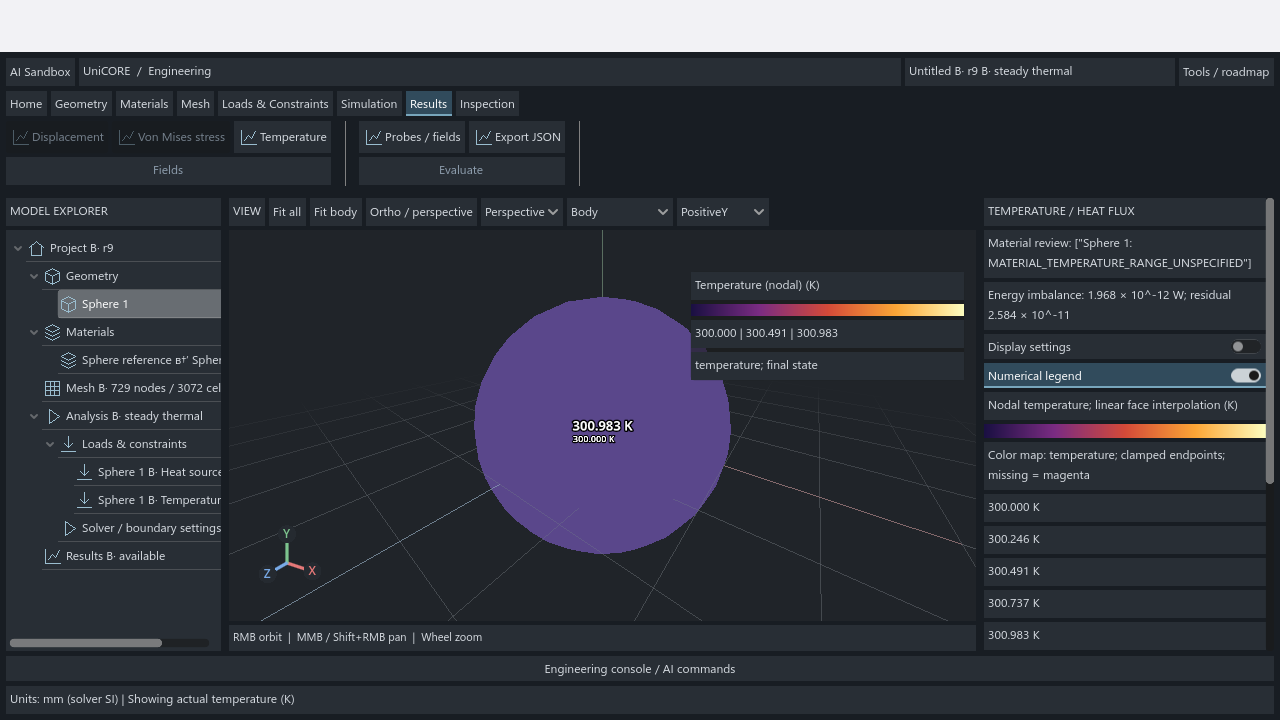 AI Sandbox
UniCORE / Engineering
Untitled В· r9 В· steady thermal
Tools / roadmap
Home
Geometry
Materials
Mesh
Loads & Constraints
Simulation
Results
Inspection
Displacement
Von Mises stress
Temperature
Probes / fields
Export JSON
Fields
Evaluate
MODEL EXPLORER
VIEW
Fit all
Fit body
Ortho / perspective
Perspective
Body
PositiveY
TEMPERATURE / HEAT FLUX
Project В· r9
Geometry
Sphere 1
Materials
Sphere reference в†’ Spher
Mesh В· 729 nodes / 3072 cel
Analysis В· steady thermal
Loads & constraints
Sphere 1 В· Heat source
Sphere 1 В· Temperatur
Solver / boundary settings
Results В· available
Temperature (nodal) (K)
300.000 | 300.491 | 300.983
temperature; final state
300.983 K
300.000 K
Y
Z
X
RMB orbit | MMB / Shift+RMB pan | Wheel zoom
Material review: ["Sphere 1:
MATERIAL_TEMPERATURE_RANGE_UNSPECIFIED"]
Energy imbalance: 1.968 × 10^-12 W; residual
2.584 × 10^-11
Display settings
Numerical legend
Nodal temperature; linear face interpolation (K)
Color map: temperature; clamped endpoints;
missing = magenta
300.000 K
300.246 K
300.491 K
300.737 K
300.983 K
Engineering console / AI commands
Units: mm (solver SI) | Showing actual temperature (K)